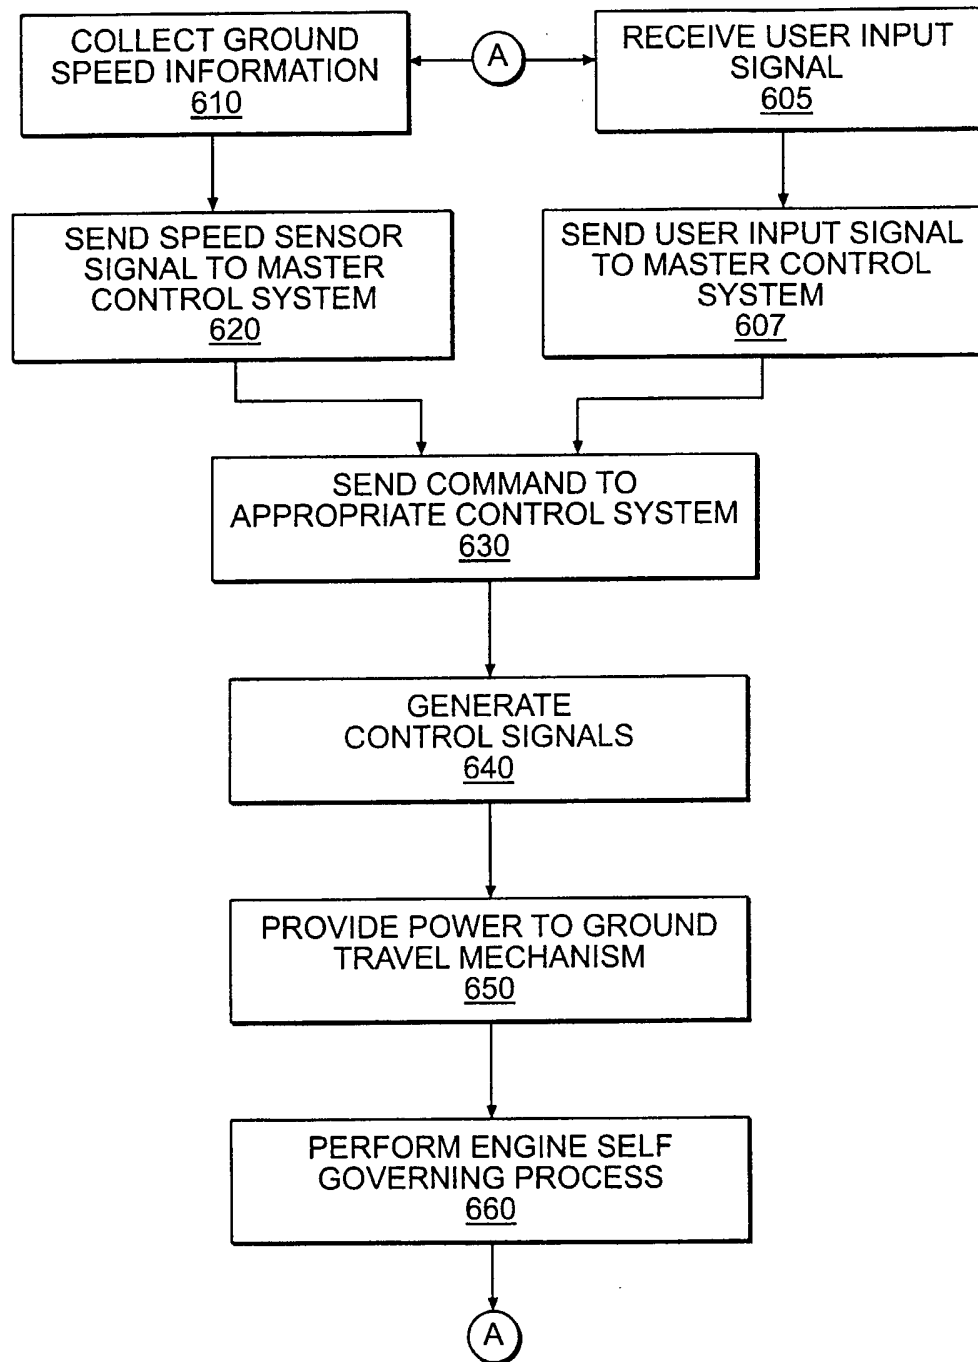 COLLECT GROUND
SPEED INFORMATION
610
A
RECEIVE USER INPUT
SIGNAL
605
SEND SPEED SENSOR
SIGNAL TO MASTER
CONTROL SYSTEM
620
SEND USER INPUT SIGNAL
TO MASTER CONTROL
SYSTEM
607
SEND COMMAND TO
APPROPRIATE CONTROL SYSTEM
630
GENERATE
CONTROL SIGNALS
640
PROVIDE POWER TO GROUND
TRAVEL MECHANISM
650
PERFORM ENGINE SELF
GOVERNING PROCESS
660
A